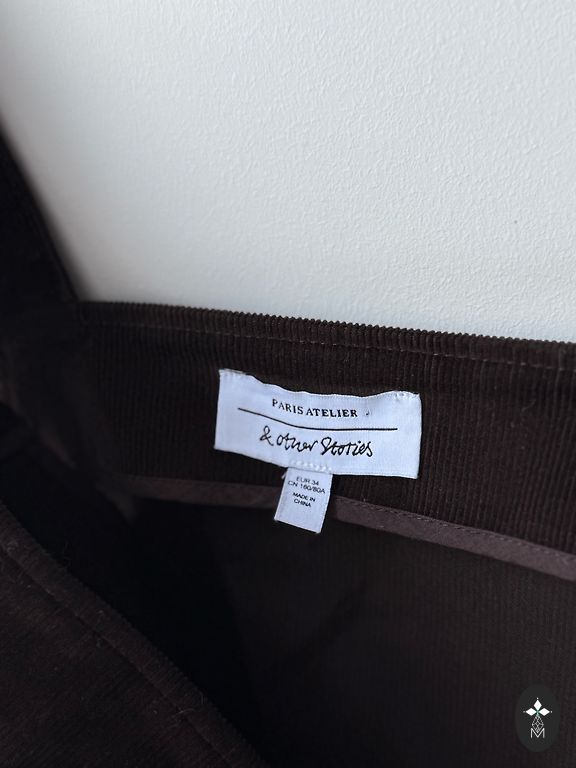 PARIS ATELIER
& other Stories
EUR 34
CN 160/80A
MADE IN
CHINA
M